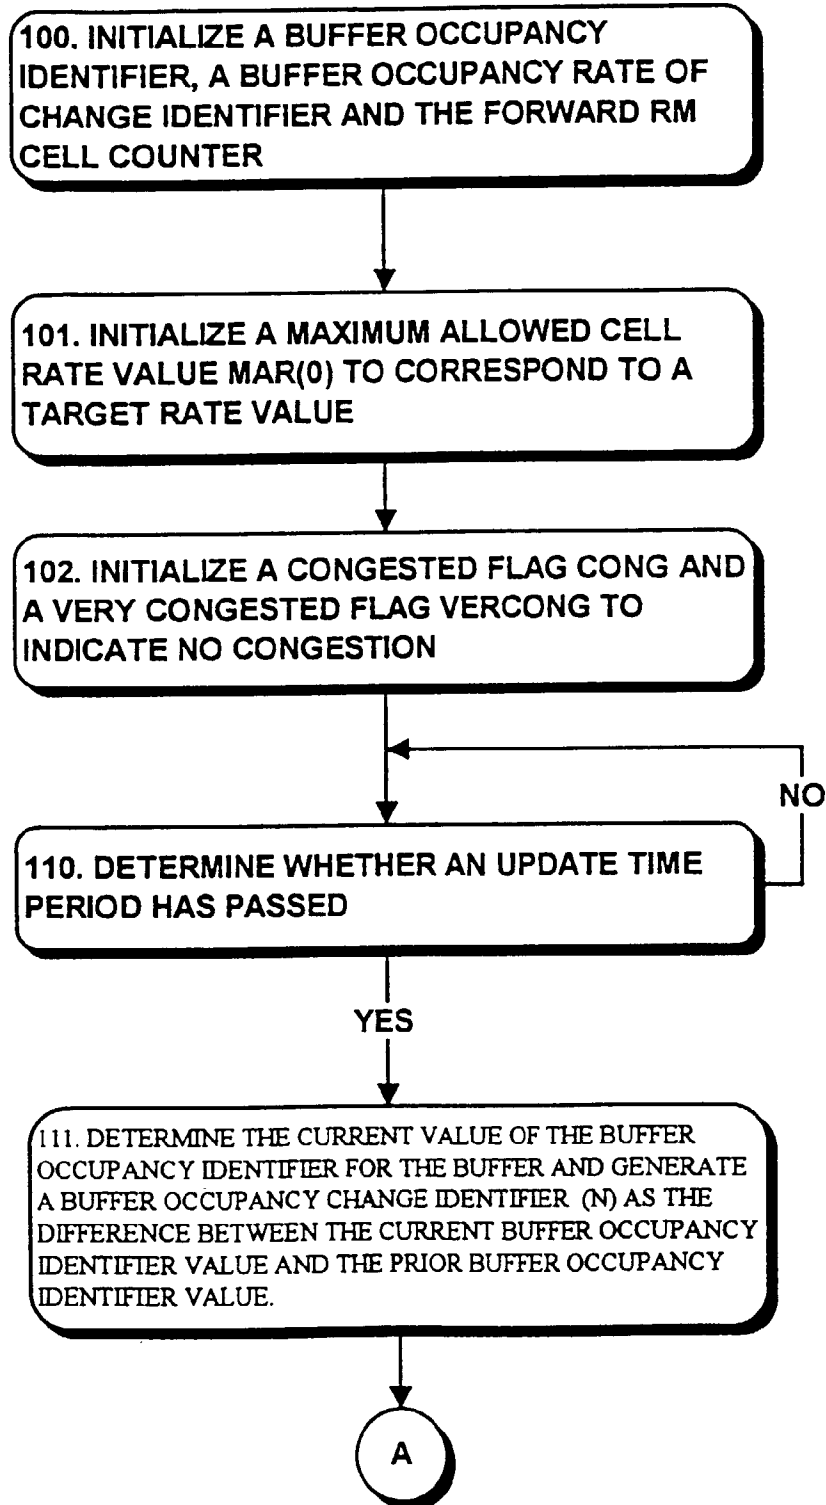 100. INITIALIZE A BUFFER OCCUPANCY
IDENTIFIER, A BUFFER OCCUPANCY RATE OF
CHANGE IDENTIFIER AND THE FORWARD RM
CELL COUNTER
101. INITIALIZE A MAXIMUM ALLOWED CELL
RATE VALUE MAR(0) TO CORRESPOND TO A
TARGET RATE VALUE
102. INITIALIZE A CONGESTED FLAG CONG AND
A VERY CONGESTED FLAG VERCONG TO
INDICATE NO CONGESTION
NO
110. DETERMINE WHETHER AN UPDATE TIME
PERIOD HAS PASSED
YES
111. DETERMINE THE CURRENT VALUE OF THE BUFFER
OCCUPANCY IDENTIFIER FOR THE BUFFER AND GENERATE
A BUFFER OCCUPANCY CHANGE IDENTIFIER (N) AS THE
DIFFERENCE BETWEEN THE CURRENT BUFFER OCCUPANCY
IDENTIFIER VALUE AND THE PRIOR BUFFER OCCUPANCY
IDENTIFIER VALUE.
A